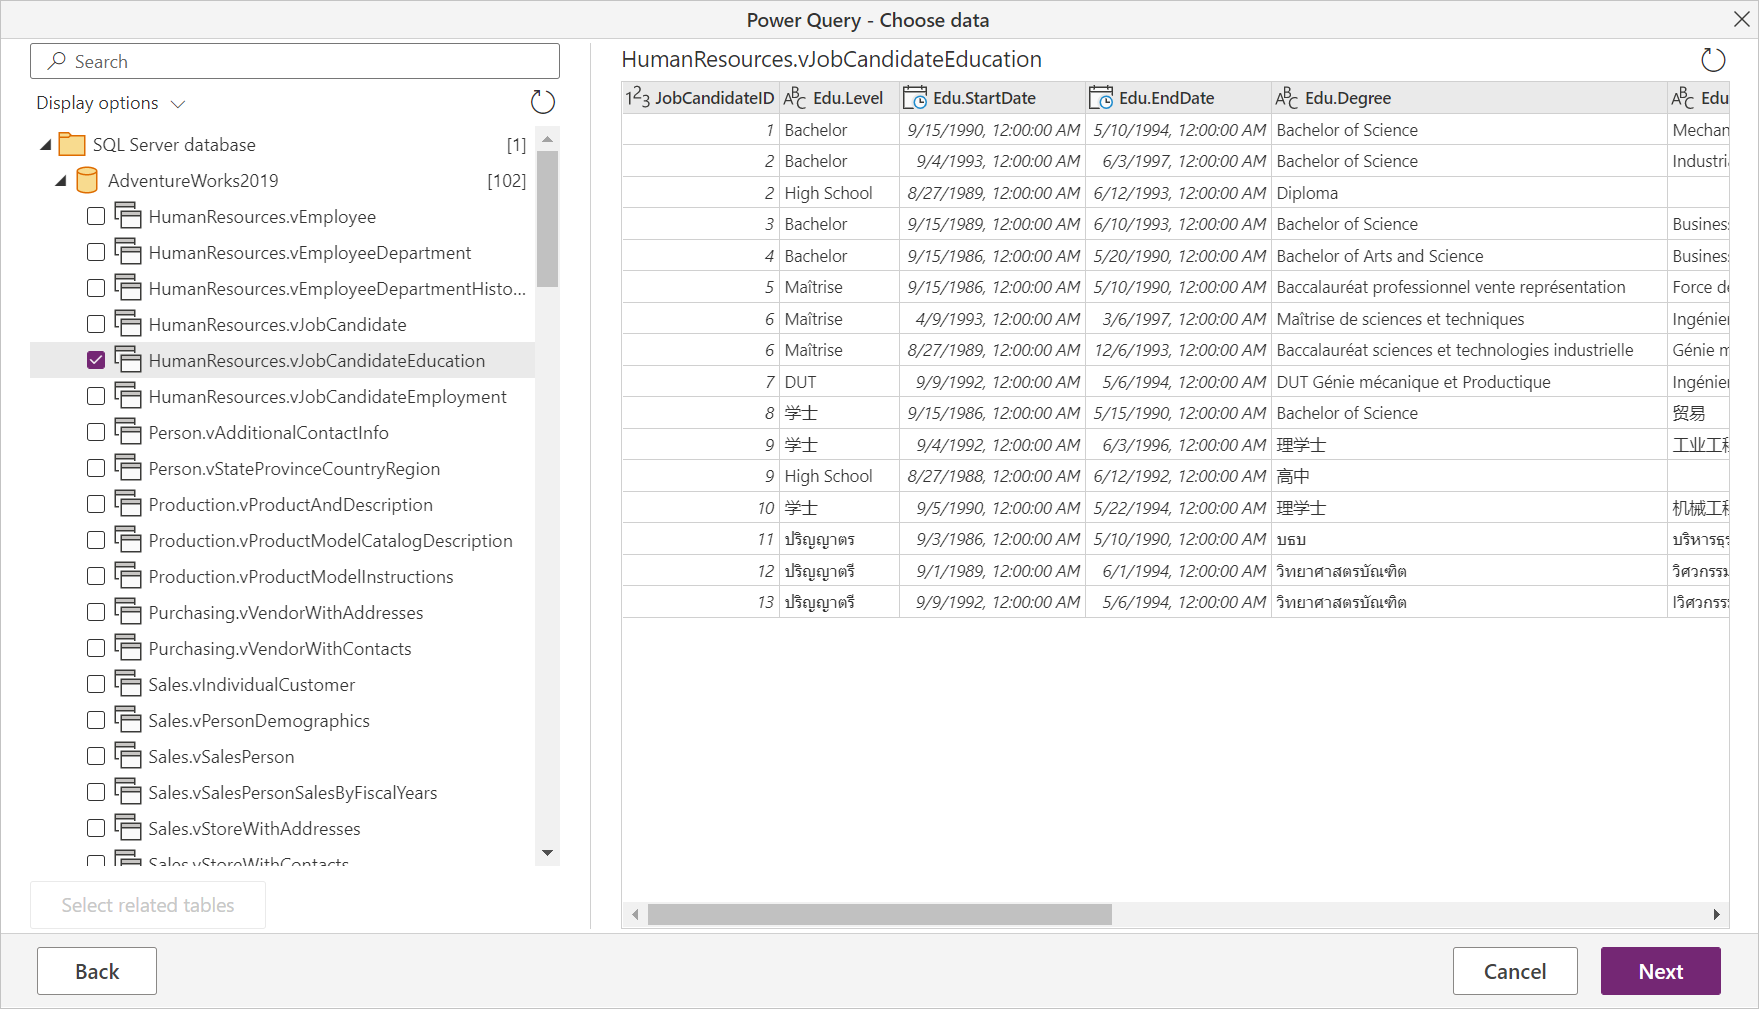 Power Query - Choose data
Search
Display options
SQL Server database [1]
AdventureWorks2019 [102]
HumanResources.vEmployee
HumanResources.vEmployeeDepartment
HumanResources.vEmployeeDepartmentHisto...
HumanResources.vJobCandidate
HumanResources.vJobCandidateEducation
HumanResources.vJobCandidateEmployment
Person.vAdditionalContactInfo
Person.vStateProvinceCountryRegion
Production.vProductAndDescription
Production.vProductModelCatalogDescription
Production.vProductModelInstructions
Purchasing.vVendorWithAddresses
Purchasing.vVendorWithContacts
Sales.vIndividualCustomer
Sales.vPersonDemographics
Sales.vSalesPerson
Sales.vSalesPersonSalesByFiscalYears
Sales.vStoreWithAddresses
Sales.vStoreWithContacts
Select related tables
HumanResources.vJobCandidateEducation
123 JobCandidateID ABC Edu.Level Edu.StartDate Edu.EndDate ABC Edu.Degree ABC Edu
1 Bachelor 9/15/1990, 12:00:00 AM 5/10/1994, 12:00:00 AM Bachelor of Science Mechan
2 Bachelor 9/4/1993, 12:00:00 AM 6/3/1997, 12:00:00 AM Bachelor of Science Industri
2 High School 8/27/1989, 12:00:00 AM 6/12/1993, 12:00:00 AM Diploma
3 Bachelor 9/15/1989, 12:00:00 AM 6/10/1993, 12:00:00 AM Bachelor of Science Business
4 Bachelor 9/15/1986, 12:00:00 AM 5/20/1990, 12:00:00 AM Bachelor of Arts and Science Business
5 Maîtrise 9/15/1986, 12:00:00 AM 5/10/1990, 12:00:00 AM Baccalauréat professionnel vente représentation Force de
6 Maîtrise 4/9/1993, 12:00:00 AM 3/6/1997, 12:00:00 AM Maîtrise de sciences et techniques Ingénier
6 Maîtrise 8/27/1989, 12:00:00 AM 12/6/1993, 12:00:00 AM Baccalauréat sciences et technologies industrielle Génie m
7 DUT 9/9/1992, 12:00:00 AM 5/6/1994, 12:00:00 AM DUT Génie mécanique et Productique Ingénier
8 学士 9/15/1986, 12:00:00 AM 5/15/1990, 12:00:00 AM Bachelor of Science 贸易
9 学士 9/4/1992, 12:00:00 AM 6/3/1996, 12:00:00 AM 理学士 工业工程
9 High School 8/27/1988, 12:00:00 AM 6/12/1992, 12:00:00 AM 高中
10 学士 9/5/1990, 12:00:00 AM 5/22/1994, 12:00:00 AM 理学士 机械工程
11 ปริญญาตร 9/3/1986, 12:00:00 AM 5/10/1990, 12:00:00 AM บธบ บริหารธุร
12 ปริญญาตรี 9/1/1989, 12:00:00 AM 6/1/1994, 12:00:00 AM วิทยาศาสตรบัณฑิต วิศวกรรม
13 ปริญญาตรี 9/9/1992, 12:00:00 AM 5/6/1994, 12:00:00 AM วิทยาศาสตรบัณฑิต เวิศวกรร
Back
Cancel
Next